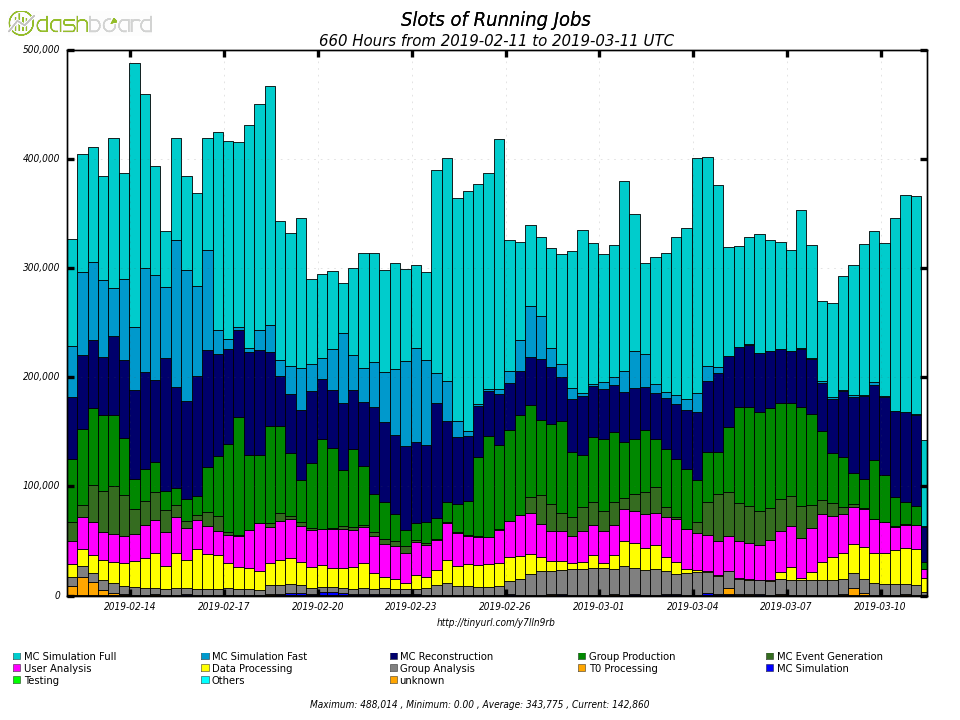 dashboard
Slots of Running Jobs
660 Hours from 2019-02-11 to 2019-03-11 UTC
500,000
400,000
300,000
200,000
100,000
0
2019-02-14 2019-02-17 2019-02-20 2019-02-23 2019-02-26 2019-03-01 2019-03-04 2019-03-07 2019-03-10
http://tinyurl.com/y7lln9rb
MC Simulation Full MC Simulation Fast MC Reconstruction Group Production MC Event Generation
User Analysis Data Processing Group Analysis T0 Processing MC Simulation
Testing Others unknown
Maximum: 488,014 , Minimum: 0.00 , Average: 343,775 , Current: 142,860